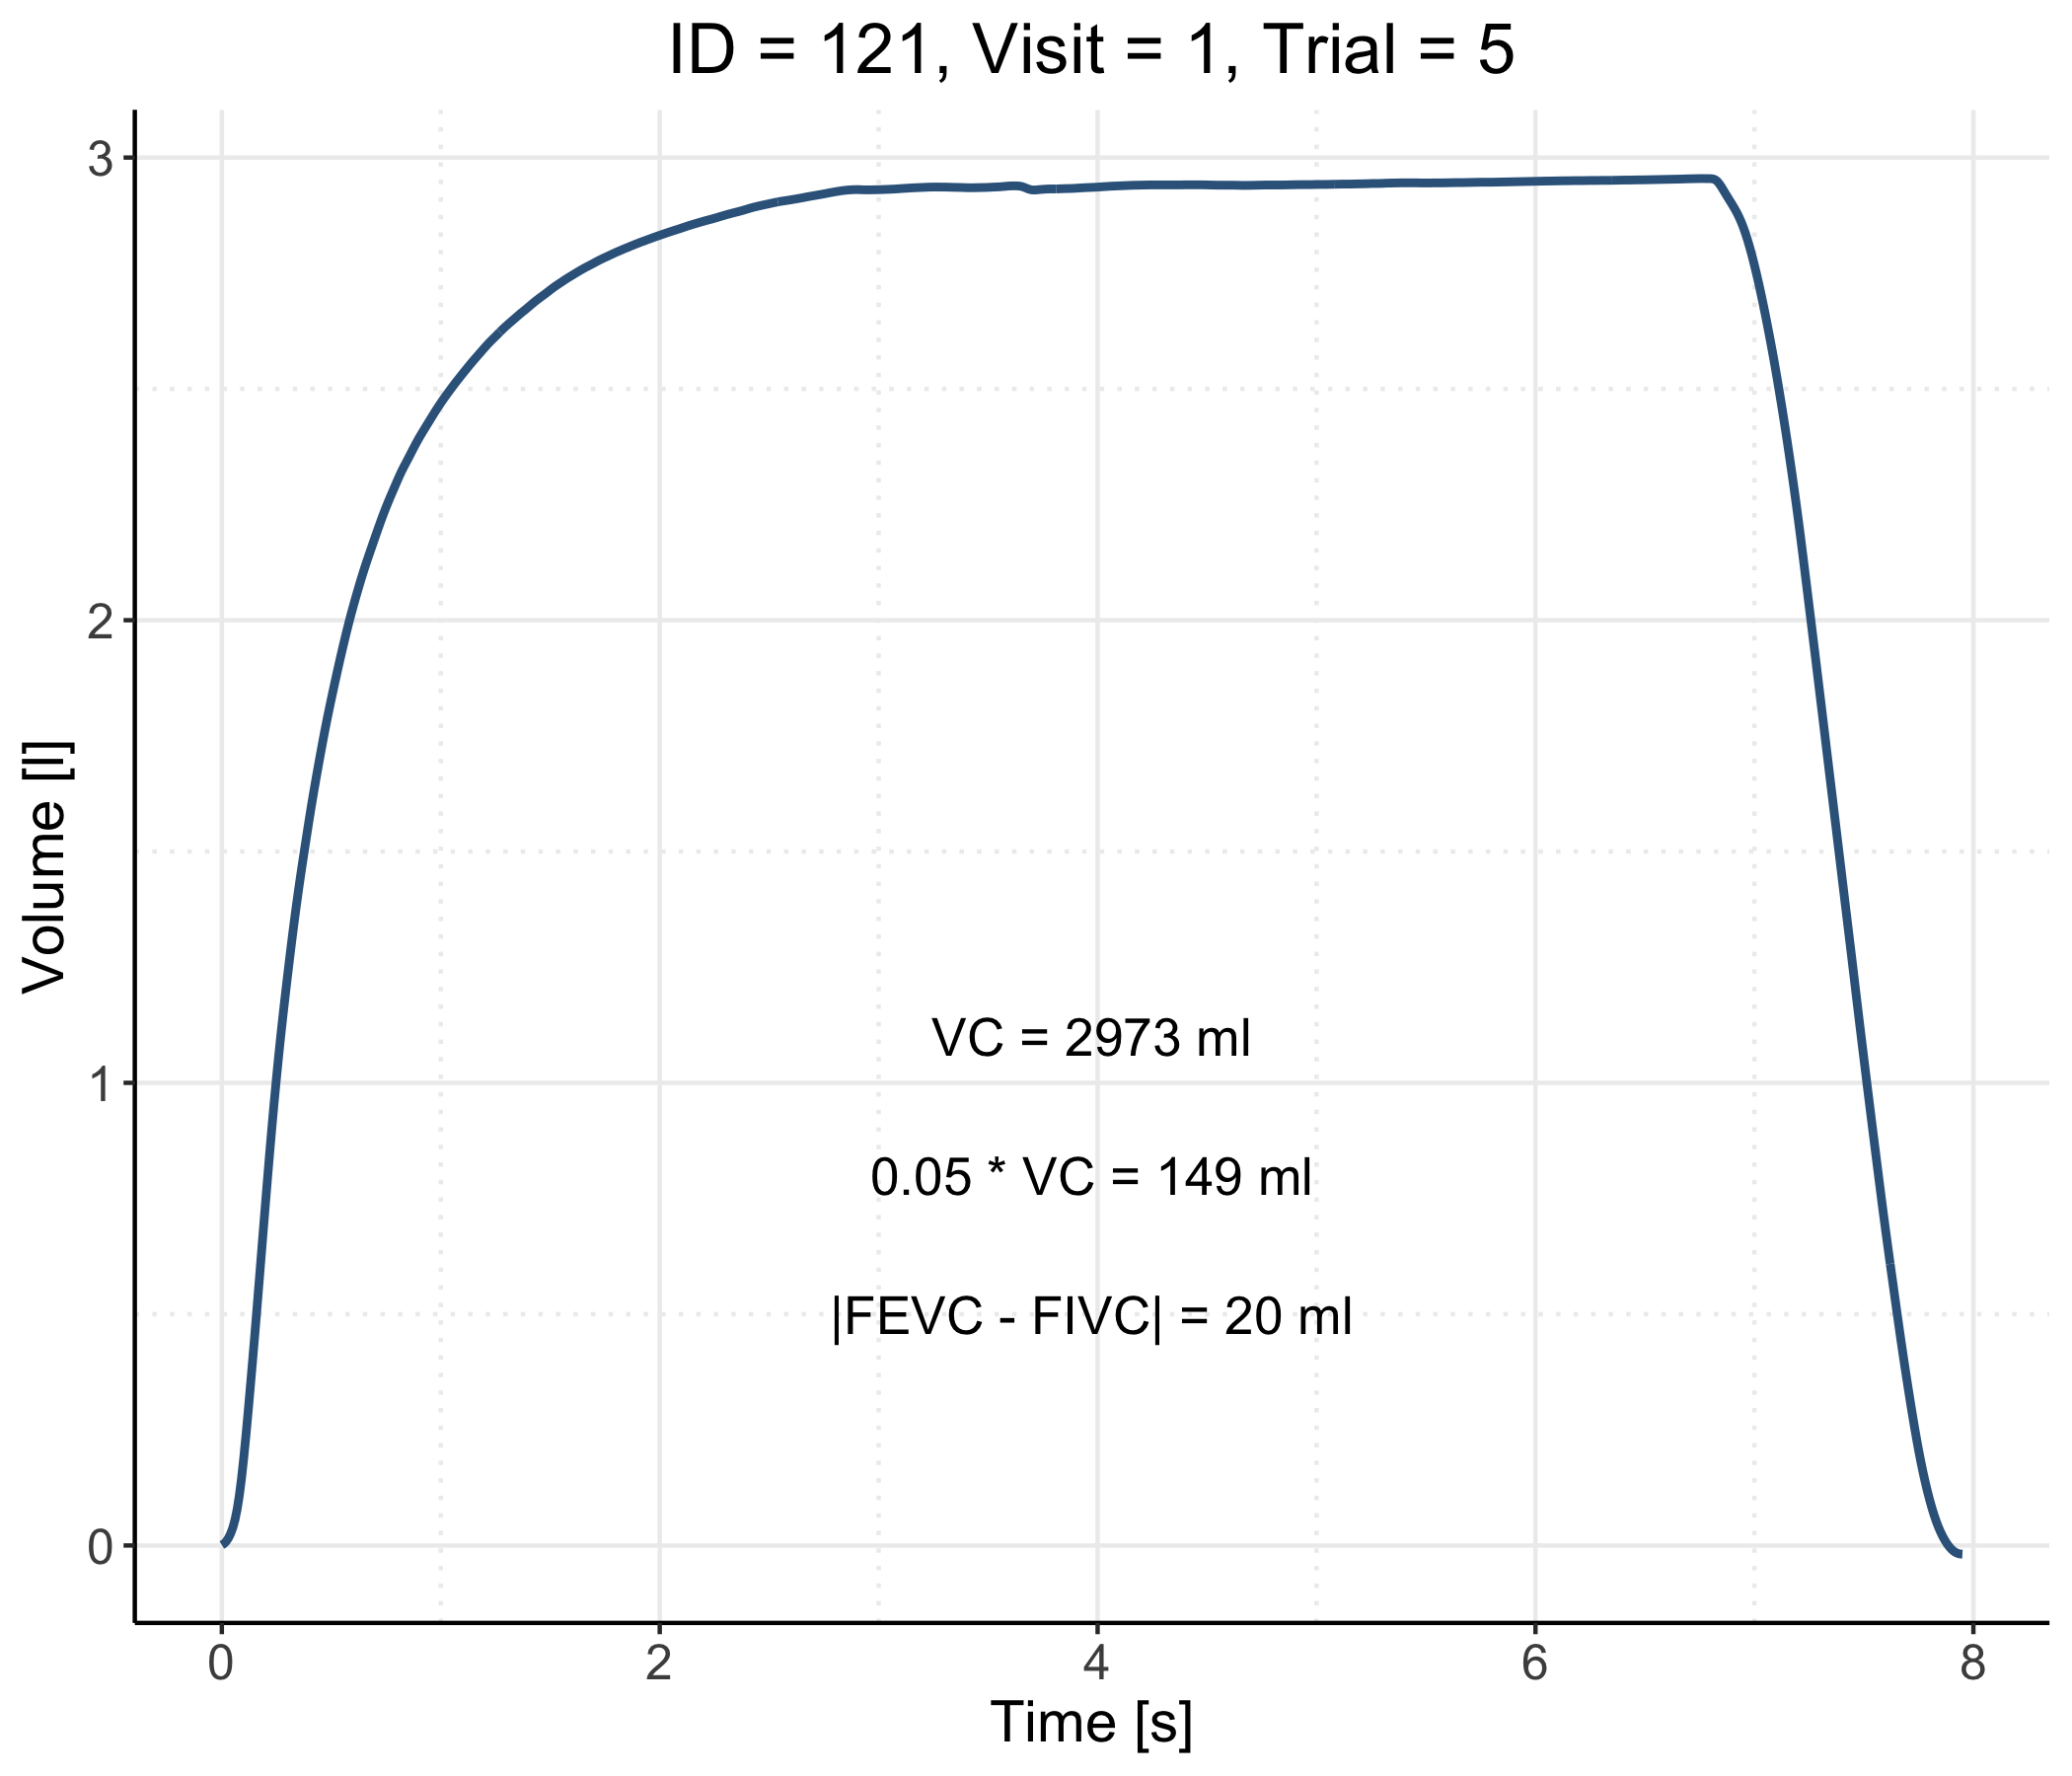 ID = 121, Visit = 1, Trial = 5
3
2
1
0
Volume [l]
VC = 2973 ml
0.05 * VC = 149 ml
|FEVC - FIVC| = 20 ml
0 2 4 6 8
Time [s]